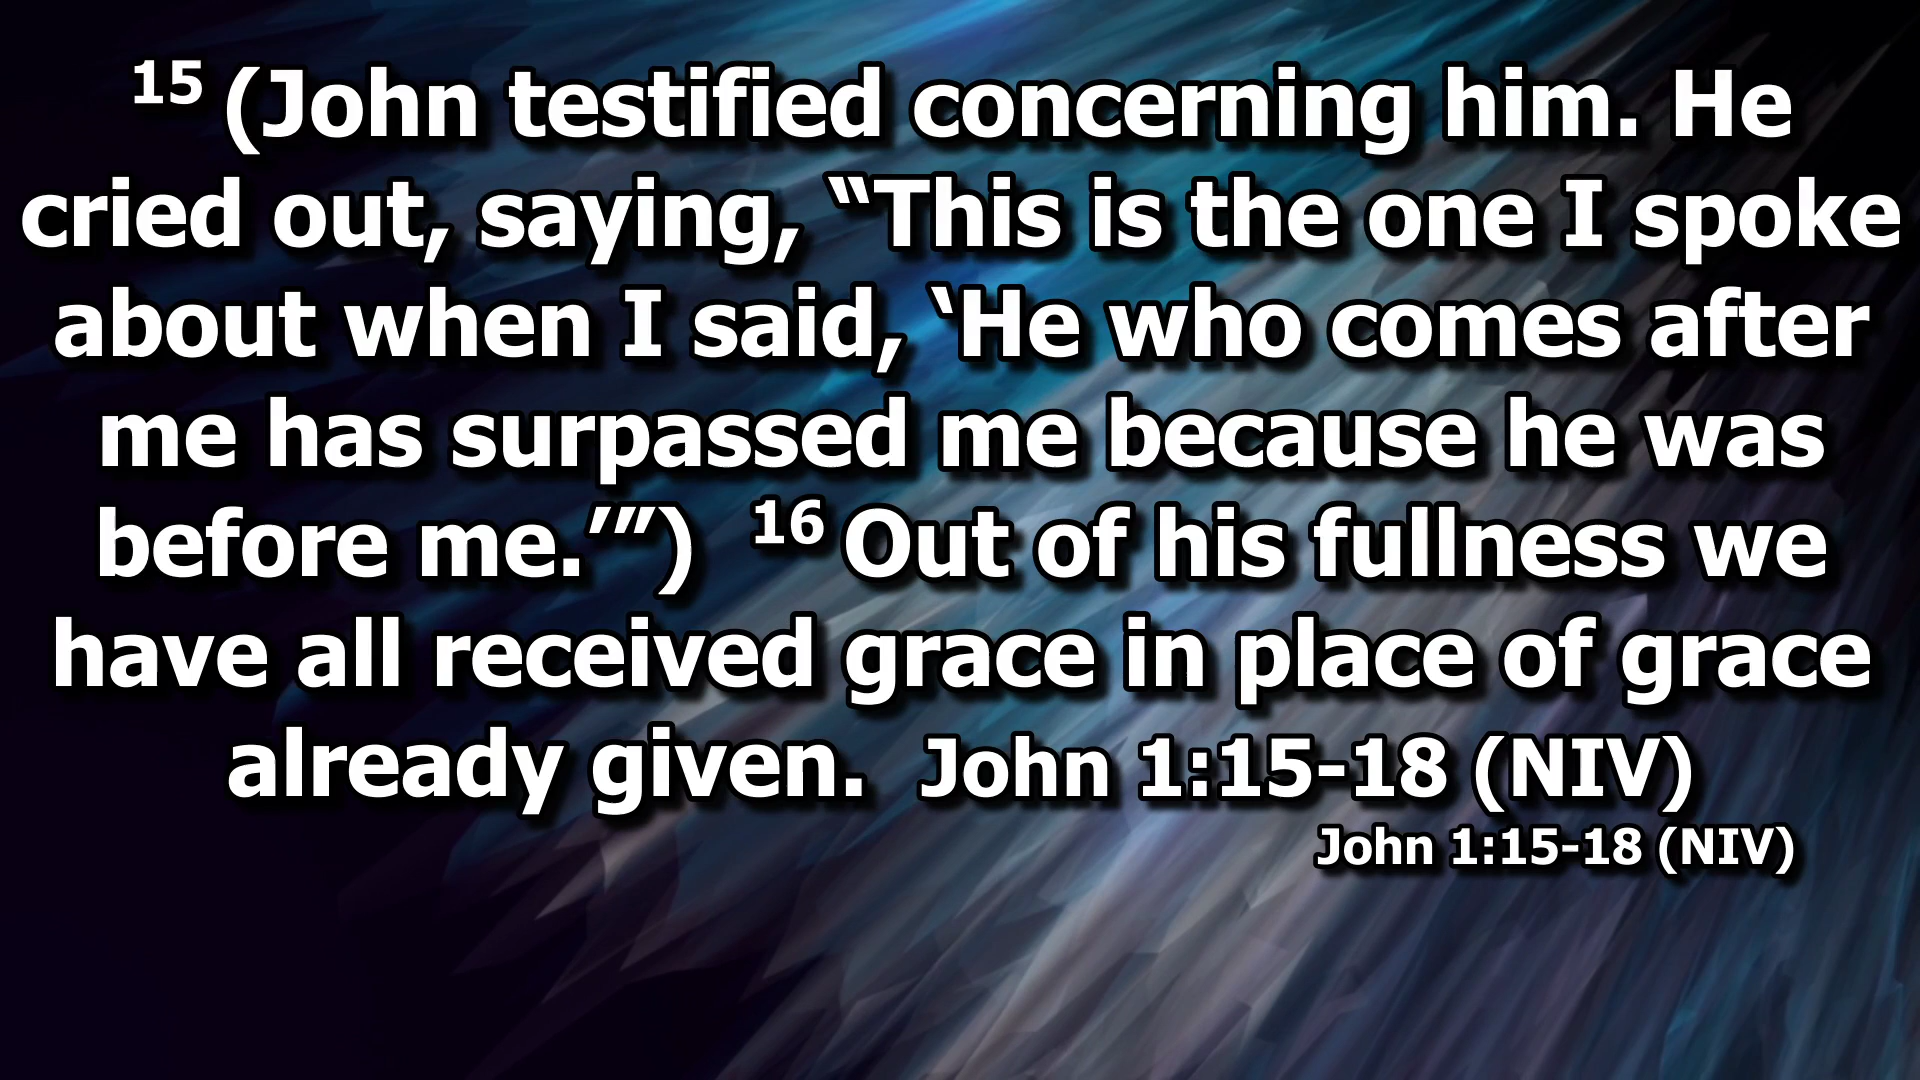 15 (John testified concerning him. He
cried out, saying, “This is the one I spoke
about when I said, ‘He who comes after
me has surpassed me because he was
before me.’”) 16 Out of his fullness we
have all received grace in place of grace
already given. John 1:15-18 (NIV)
John 1:15-18 (NIV)